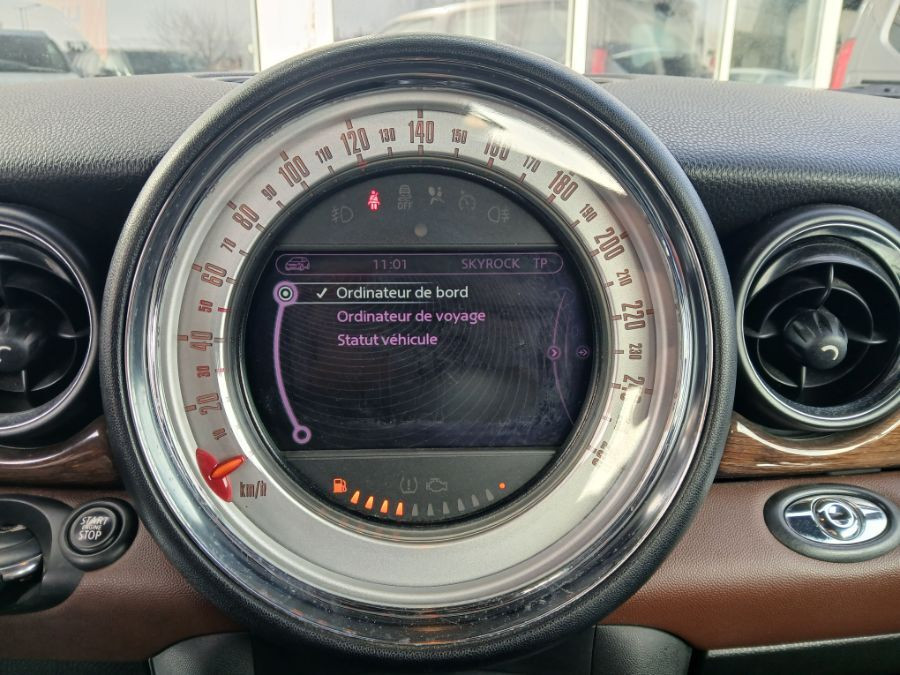 10 20 30 40 50 60 70 80 90 100 110 120 130 140 150 160 170 180 190 200 210 220 230
km/h
OFF
11:01 SKYROCK TP
✓ Ordinateur de bord
Ordinateur de voyage
Statut véhicule
START
ENGINE
STOP